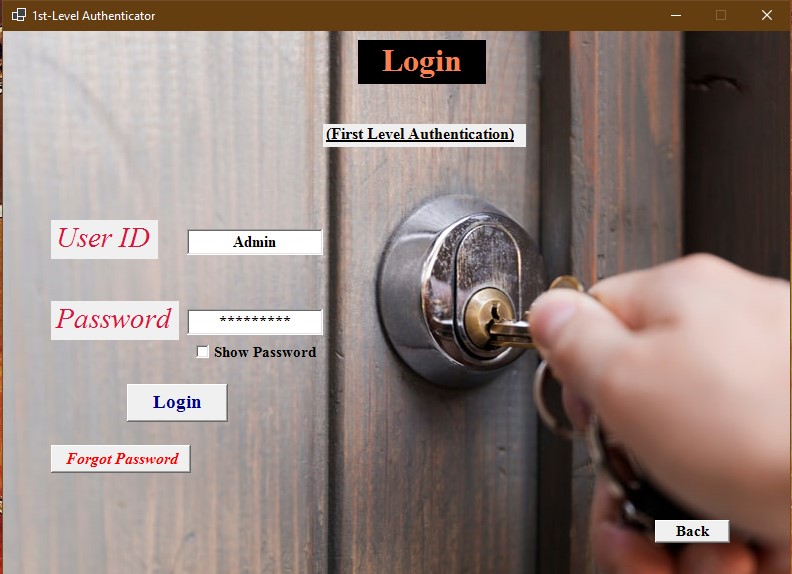 1st-Level Authenticator
Login
(First Level Authentication)
User ID
Admin
Password
*********
Show Password
Login
Forgot Password
Back